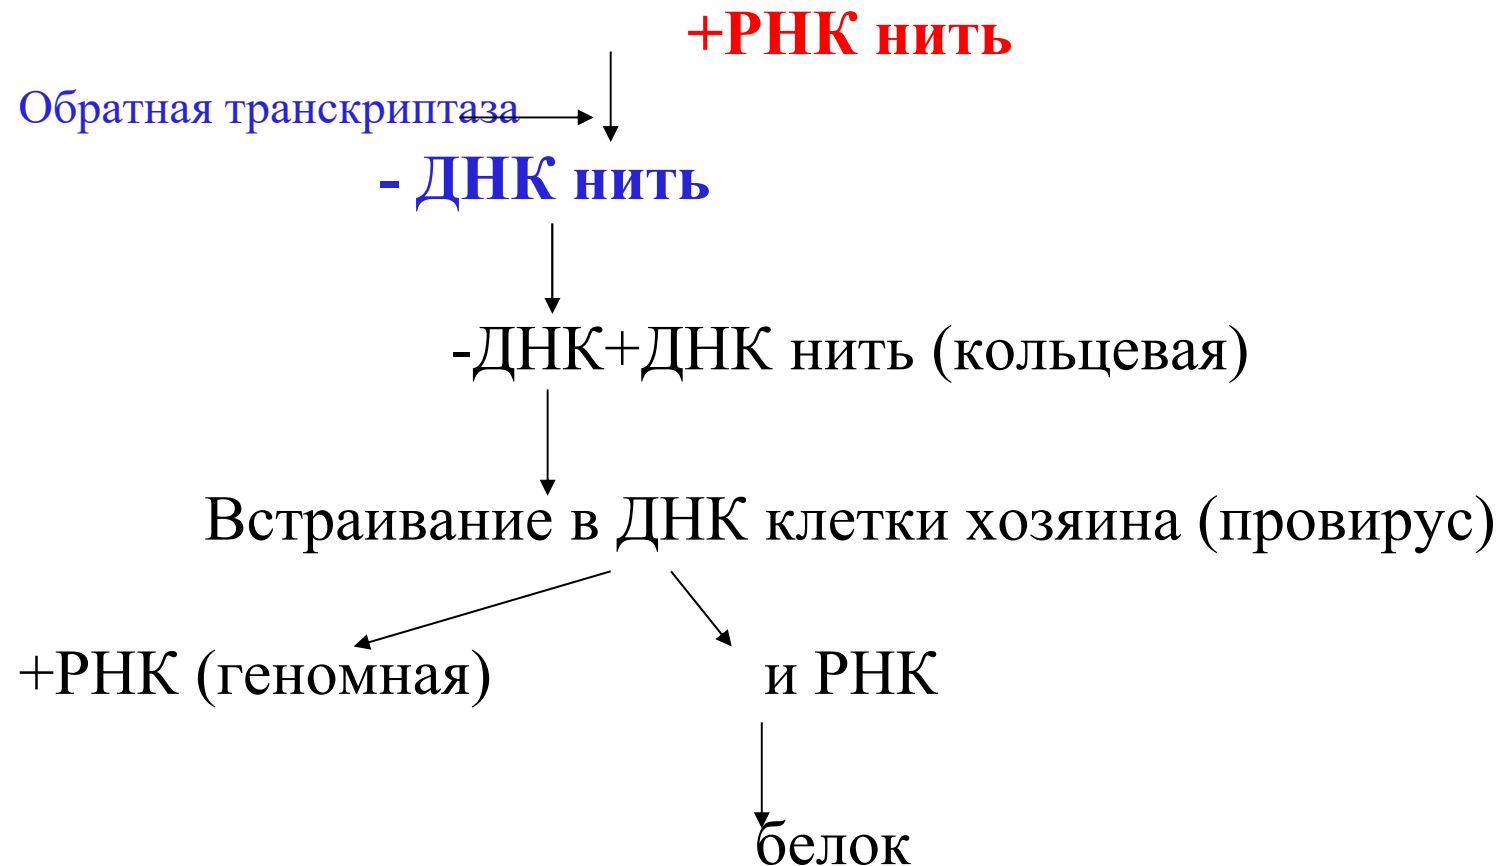 +РНК нить
Обратная транскриптаза
- ДНК нить
-ДНК+ДНК нить (кольцевая)
Встраивание в ДНК клетки хозяина (провирус)
+РНК (геномная) и РНК
белок